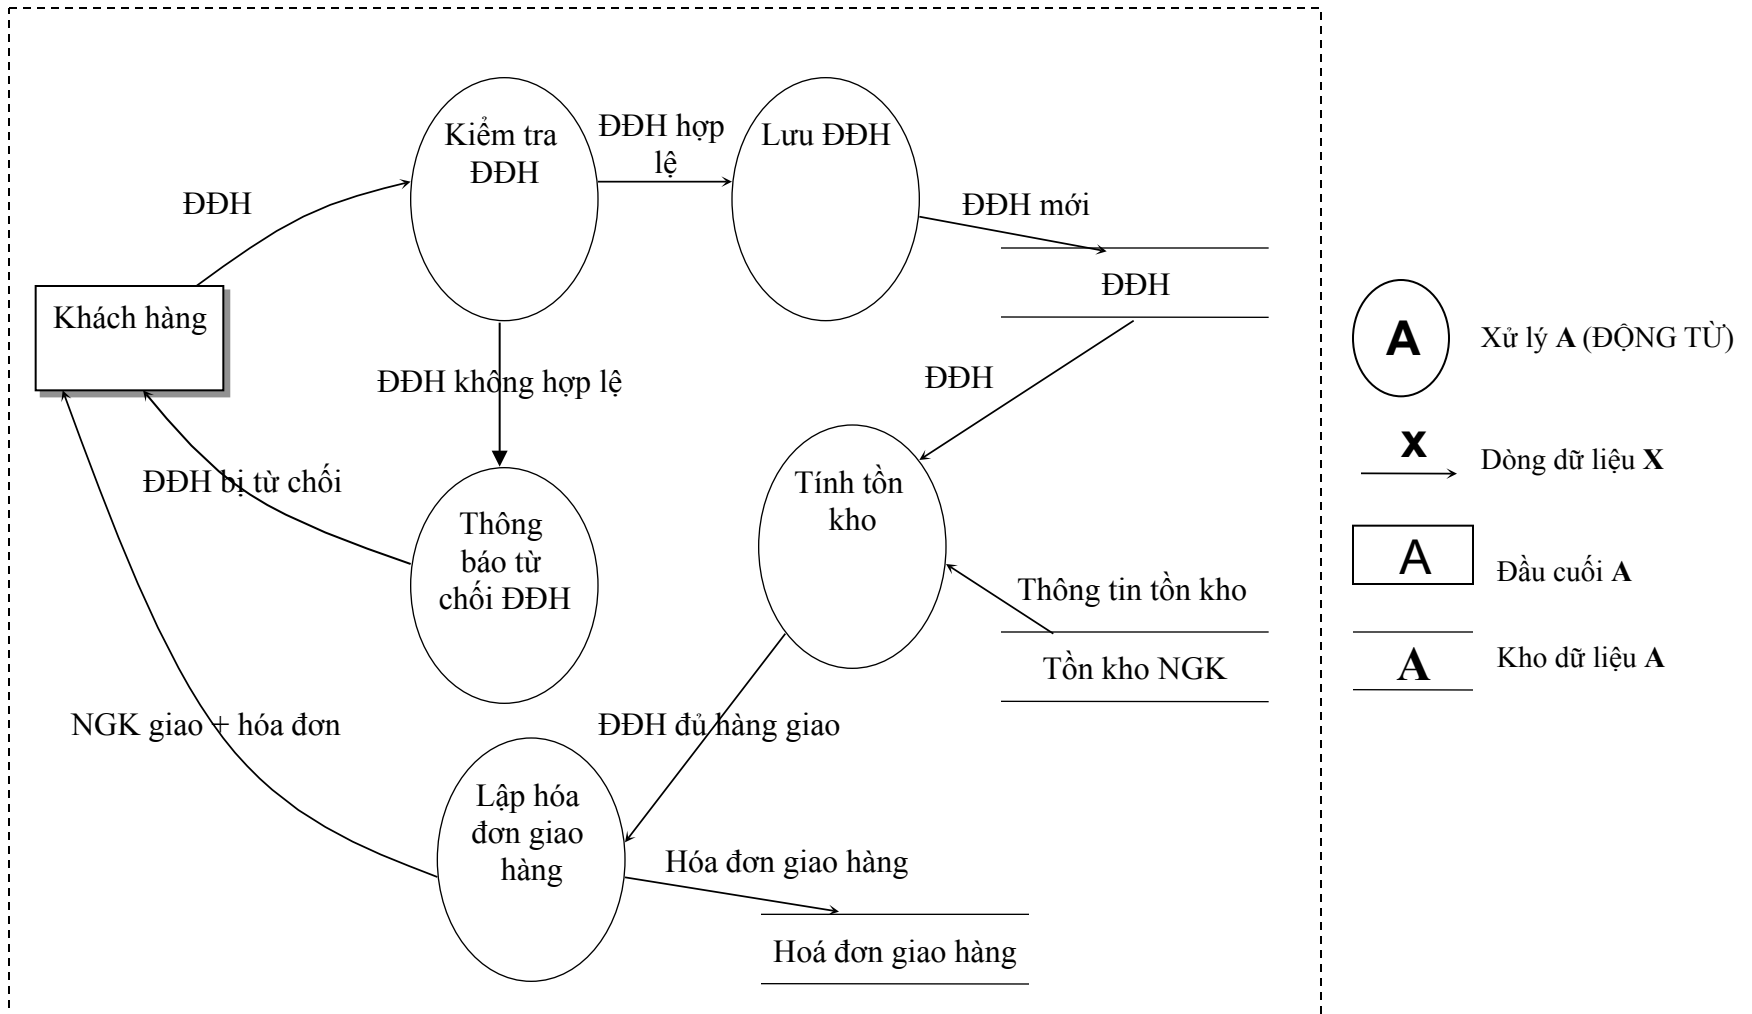 Kiểm tra
ĐĐH
ĐĐH hợp
lệ
Lưu ĐĐH
ĐĐH
ĐĐH mới
Khách hàng
ĐĐH
ĐĐH không hợp lệ
ĐĐH
ĐĐH bị từ chối
Thông
báo từ
chối ĐĐH
Tính tồn
kho
Thông tin tồn kho
Tồn kho NGK
NGK giao + hóa đơn
ĐĐH đủ hàng giao
Lập hóa
đơn giao
hàng
Hóa đơn giao hàng
Hoá đơn giao hàng
A
Xử lý A (ĐỘNG TỪ)
x
Dòng dữ liệu X
A
Đầu cuối A
A
Kho dữ liệu A